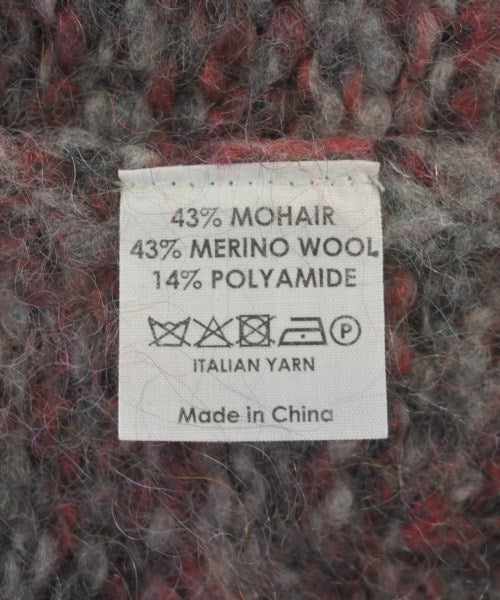 43% MOHAIR
43% MERINO WOOL
14% POLYAMIDE
P
ITALIAN YARN
Made in China